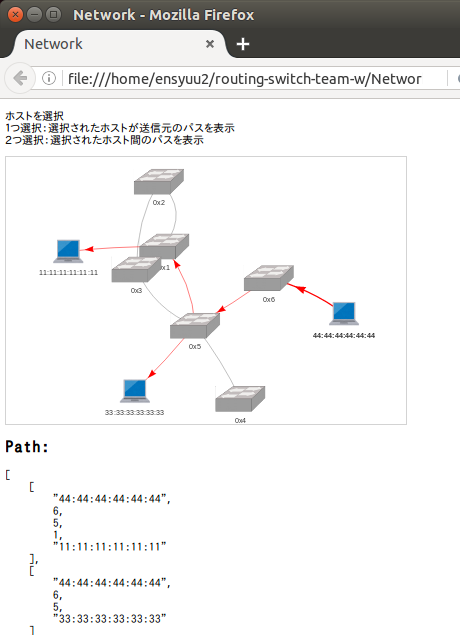 Network - Mozilla Firefox
Network
file:///home/ensyuu2/routing-switch-team-w/Networ
ホストを選択
1つ選択：選択されたホストが送信元のパスを表示
2つ選択：選択されたホスト間のパスを表示
0x2
11:11:11:11:11:11
0x1
0x3
0x6
44:44:44:44:44:44
0x5
33:33:33:33:33:33
0x4
Path:
[
[
"44:44:44:44:44:44",
6,
5,
1,
"11:11:11:11:11:11"
],
[
"44:44:44:44:44:44",
6,
5,
"33:33:33:33:33:33"
]